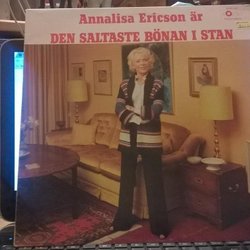 Annalisa Ericson är
DEN SALTASTE BÖNAN I STAN